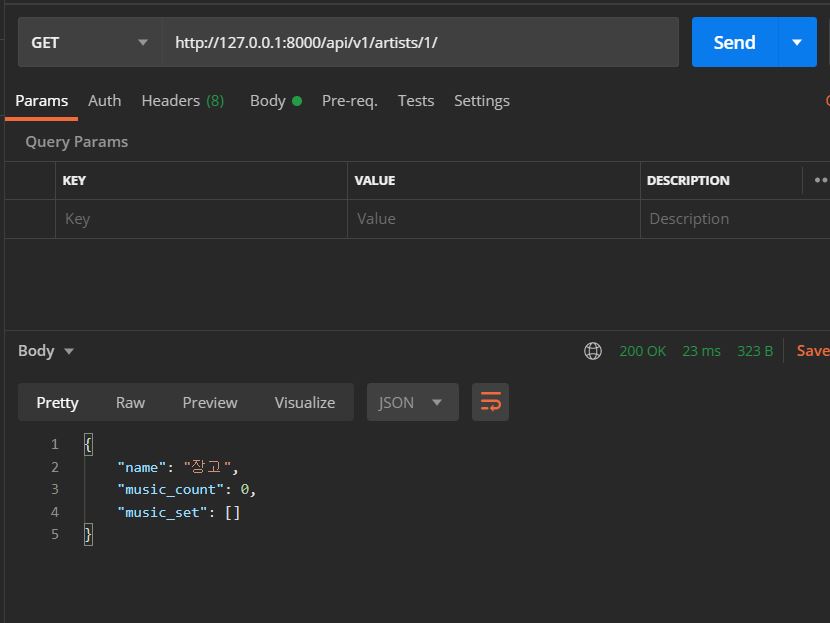 GET http://127.0.0.1:8000/api/v1/artists/1/ Send
Params Auth Headers (8) Body Pre-req. Tests Settings
Query Params
KEY VALUE DESCRIPTION
Key Value Description
Body 200 OK 23 ms 323 B Save
Pretty Raw Preview Visualize JSON
1 {
2 "name": "장고",
3 "music_count": 0,
4 "music_set": []
5 }